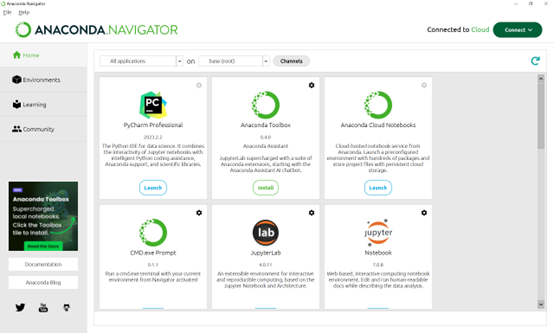 Anaconda Navigator
File Help
ANACONDA.NAVIGATOR
Connected to Cloud
Connect
Home
Environments
Learning
Community
All applications
on
base (root)
Channels
PC
PyCharm Professional
2023.2.2
The Python IDE for data science. It combines
the interactivity of Jupyter notebooks with
intelligent Python coding assistance,
Anaconda support, and scientific libraries.
Launch
Anaconda Toolbox
0.4.0
Anaconda Assistant
JupyterLab supercharged with a suite of
Anaconda extensions, starting with the
Anaconda Assistant AI chatbot.
Install
Anaconda Cloud Notebooks
Cloud hosted notebook service from
Anaconda. Launch a preconfigured
environment with hundreds of packages and
store project files with persistent cloud
storage.
Launch
CMD.exe Prompt
0.1.1
Run a cmd.exe terminal with your current
environment from Navigator activated
lab
JupyterLab
4.0.11
An extensible environment for interactive
and reproducible computing, based on the
Jupyter Notebook and Architecture.
jupyter
Notebook
7.0.8
Web-based, interactive computing notebook
environment. Edit and run human-readable
docs while describing the data analysis.
Anaconda Toolbox
Supercharged
local notebooks.
Click the Toolbox
tile to Install.
Read the Docs
Documentation
Anaconda Blog
You
Tube